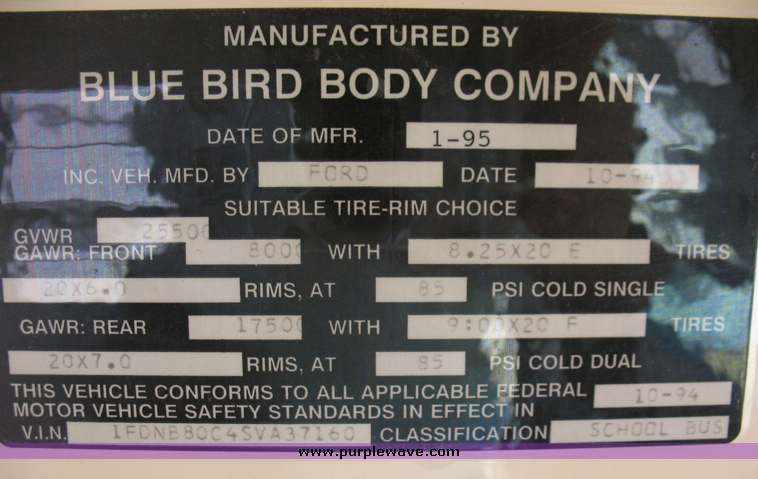 MANUFACTURED BY
BLUE BIRD BODY COMPANY
DATE OF MFR. 1-95
INC. VEH. MFD. BY FORD DATE 10-94
SUITABLE TIRE-RIM CHOICE
GVWR 25500
GAWR: FRONT 8000 WITH 8.25X20 E TIRES
20X6.0 RIMS, AT 85 PSI COLD SINGLE
GAWR: REAR 17500 WITH 9:00X20 F TIRES
20X7.0 RIMS, AT 85 PSI COLD DUAL
THIS VEHICLE CONFORMS TO ALL APPLICABLE FEDERAL 10-94
MOTOR VEHICLE SAFETY STANDARDS IN EFFECT IN
V.I.N. 1FDNB80C4SVA37160 CLASSIFICATION SCHOOL BUS
www.purplewave.com